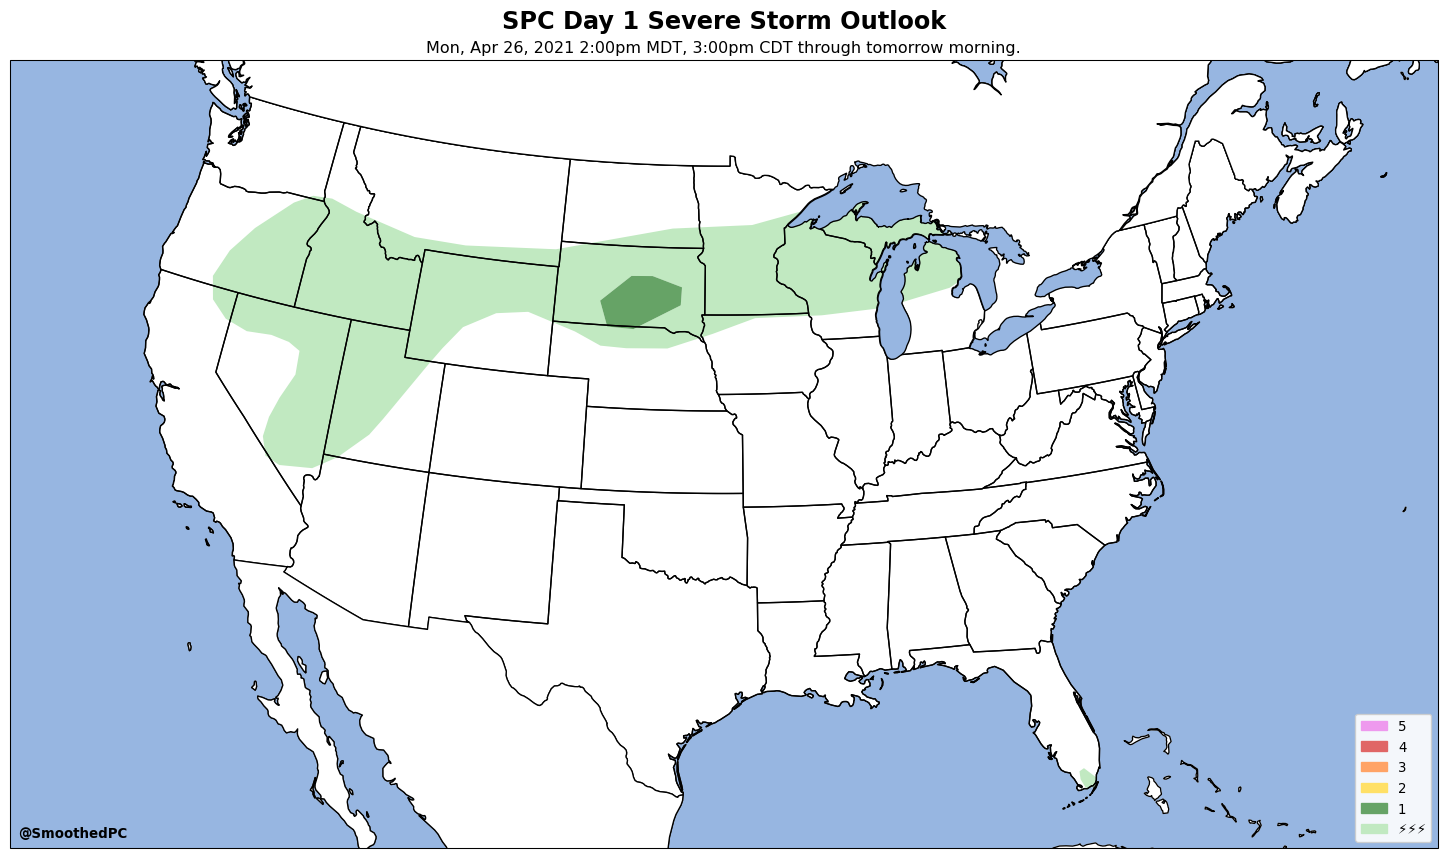 SPC Day 1 Severe Storm Outlook
Mon, Apr 26, 2021 2:00pm MDT, 3:00pm CDT through tomorrow morning.
5
4
3
2
1
⚡⚡⚡
@SmoothedPC